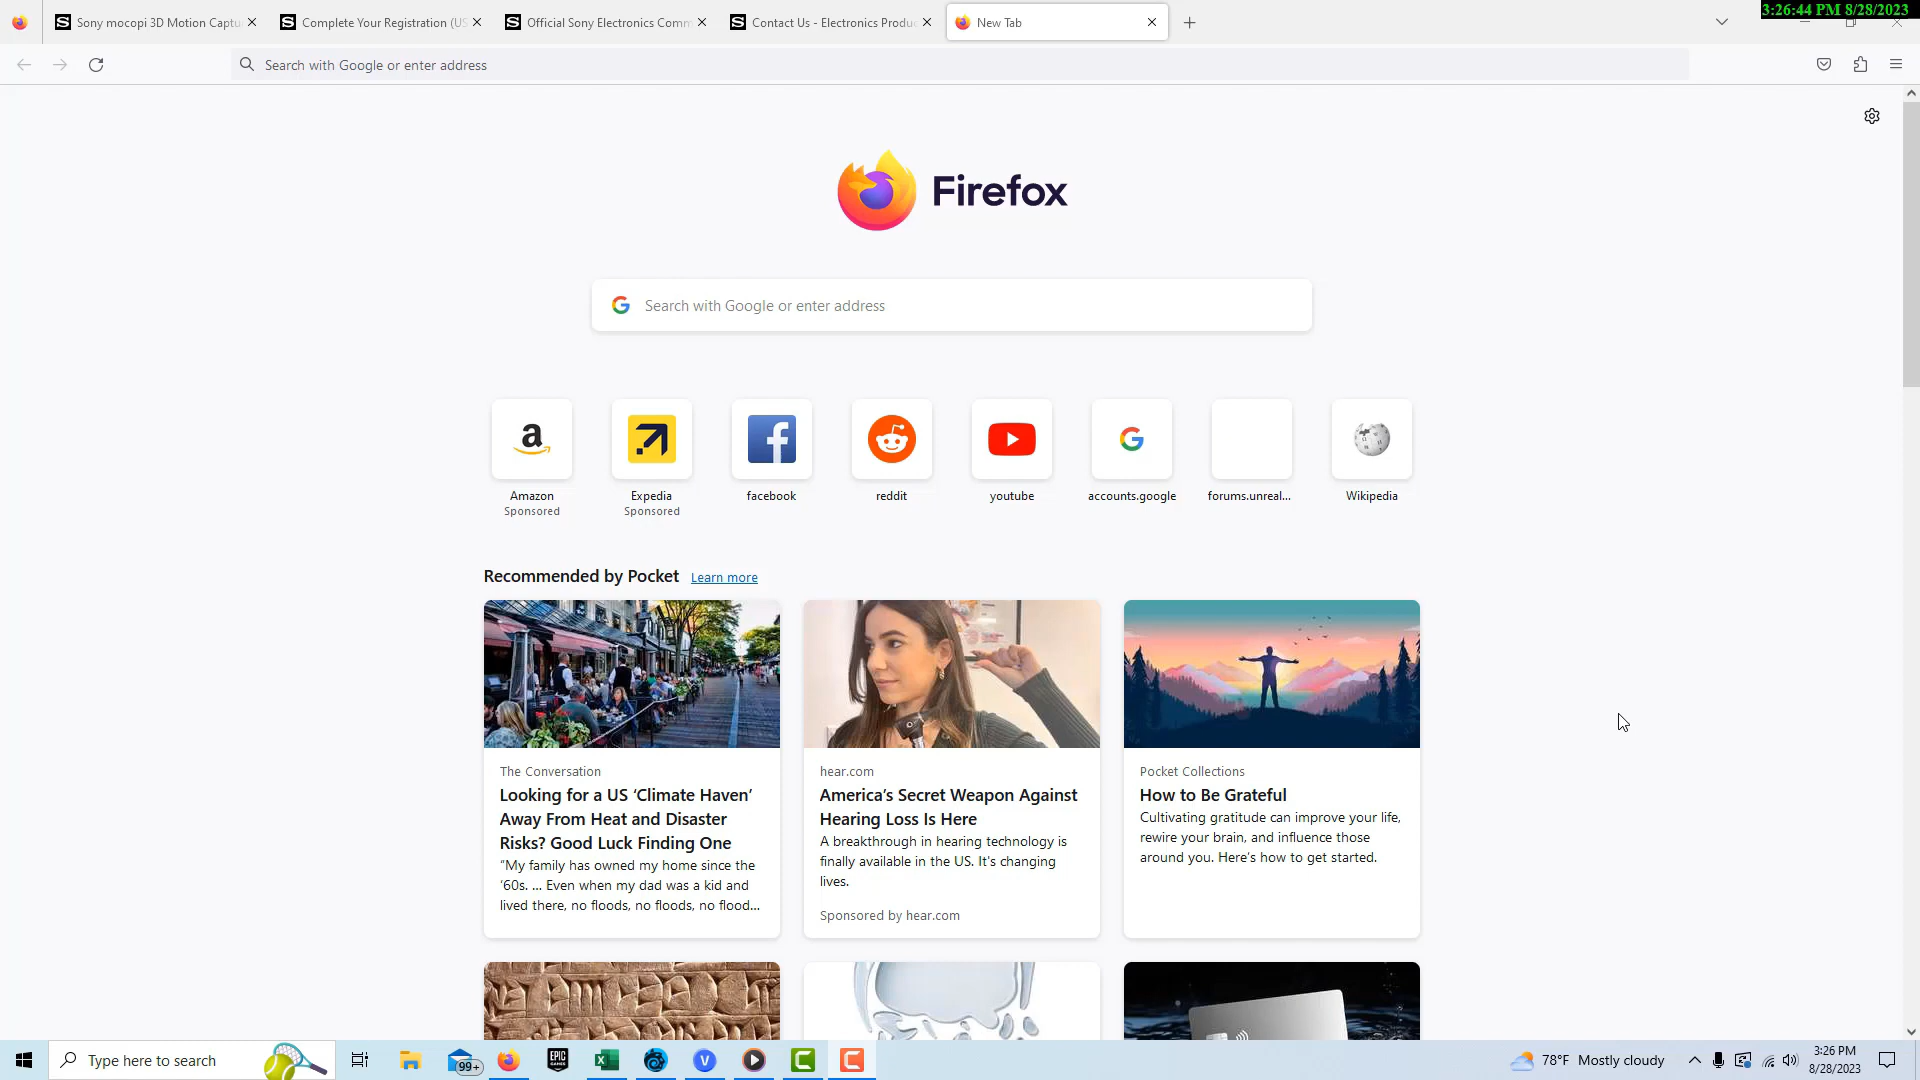 3:26:44 PM 8/28/2023
Sony mocopi 3D Motion Captu
Complete Your Registration (US
Official Sony Electronics Comm
Contact Us - Electronics Produc
New Tab
Search with Google or enter address
Firefox
Search with Google or enter address
Amazon
Sponsored
Expedia
Sponsored
facebook
reddit
youtube
accounts.google
forums.unreal...
Wikipedia
Recommended by Pocket Learn more
The Conversation
Looking for a US ‘Climate Haven’
Away From Heat and Disaster
Risks? Good Luck Finding One
“My family has owned my home since the
‘60s. ... Even when my dad was a kid and
lived there, no floods, no floods, no flood...
hear.com
America’s Secret Weapon Against
Hearing Loss Is Here
A breakthrough in hearing technology is
finally available in the US. It’s changing
lives.
Sponsored by hear.com
Pocket Collections
How to Be Grateful
Cultivating gratitude can improve your life,
rewire your brain, and influence those
around you. Here’s how to get started.
Type here to search
99+
EPIC
GAMES
78°F Mostly cloudy
3:26 PM
8/28/2023